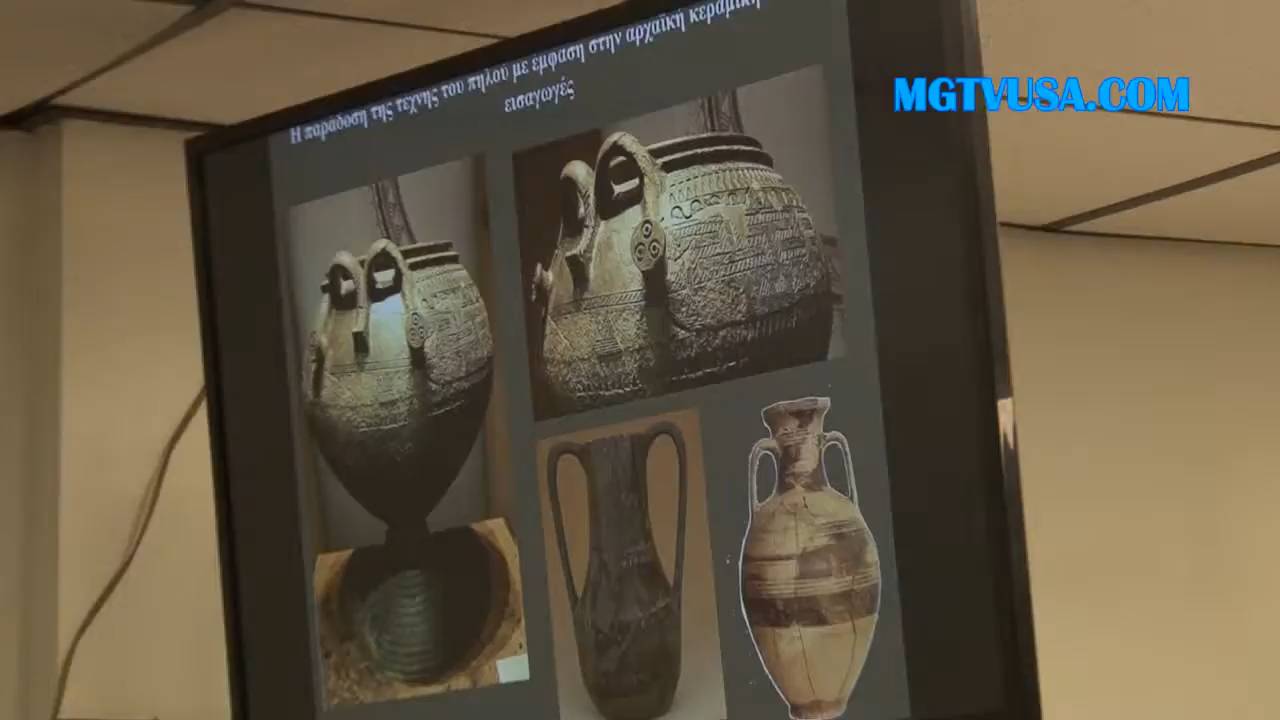 Η παράδοση της τέχνης του πηλού με έμφαση στην αρχαϊκή κεραμική
εισαγωγές
MGTVUSA.COM